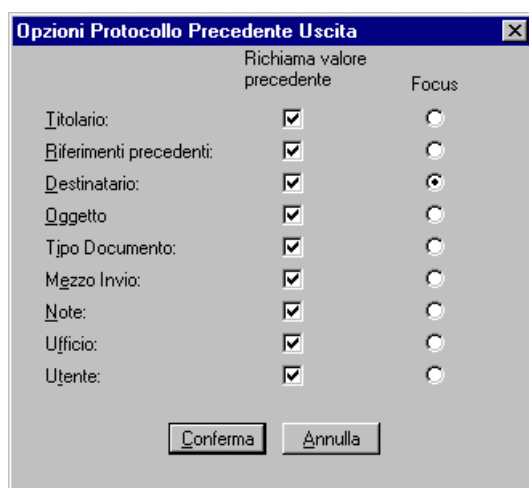 Opzioni Protocollo Precedente Uscita
Richiama valore
precedente
Focus
Titolario:
Riferimenti precedenti:
Destinatario:
Oggetto
Tipo Documento:
Mezzo Invio:
Note:
Ufficio:
Utente:
Conferma
Annulla